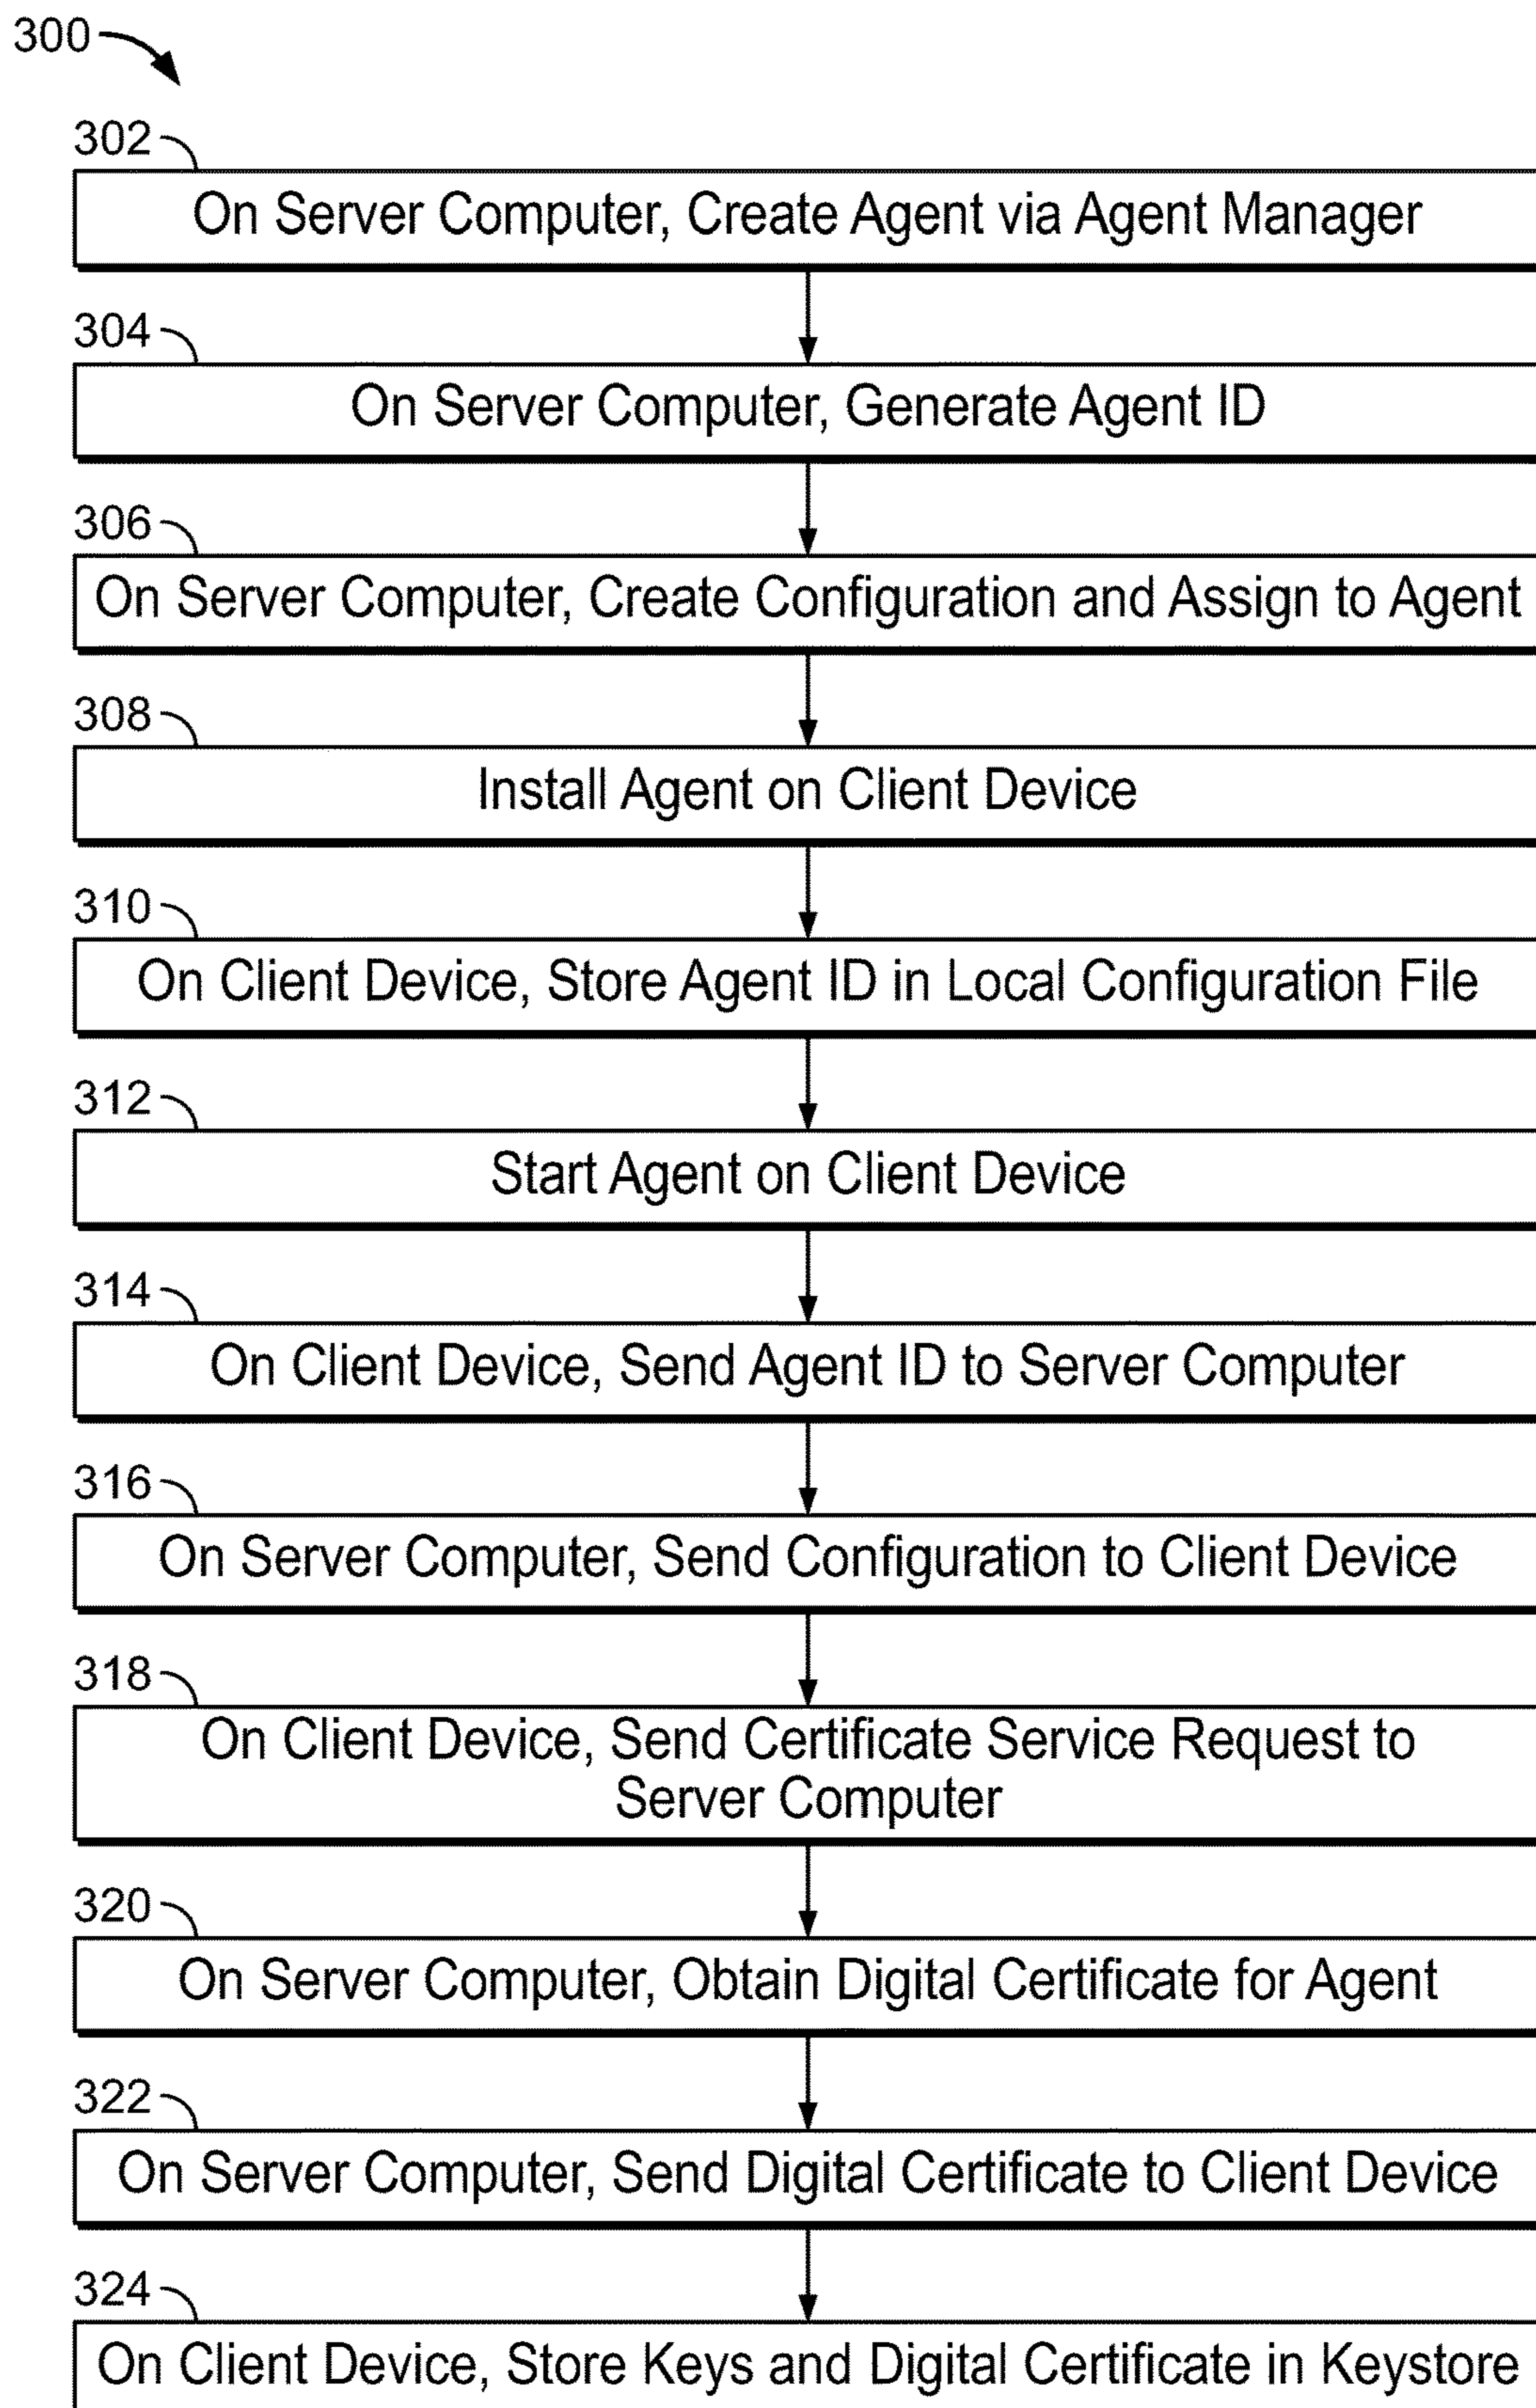 300
302
On Server Computer, Create Agent via Agent Manager
304
On Server Computer, Generate Agent ID
306
On Server Computer, Create Configuration and Assign to Agent
308
Install Agent on Client Device
310
On Client Device, Store Agent ID in Local Configuration File
312
Start Agent on Client Device
314
On Client Device, Send Agent ID to Server Computer
316
On Server Computer, Send Configuration to Client Device
318
On Client Device, Send Certificate Service Request to
Server Computer
320
On Server Computer, Obtain Digital Certificate for Agent
322
On Server Computer, Send Digital Certificate to Client Device
324
On Client Device, Store Keys and Digital Certificate in Keystore